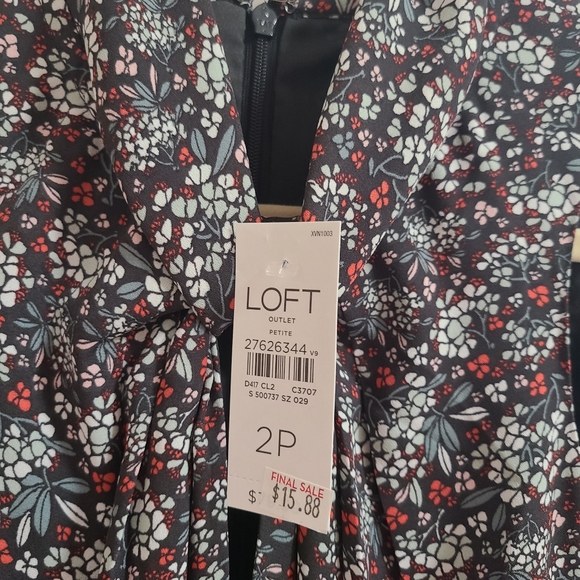 XVN1003
LOFT
OUTLET
PETITE
27626344 V9
D417 CL2 C3707
S 500737 SZ 029
2P
FINAL SALE
$ $15.88